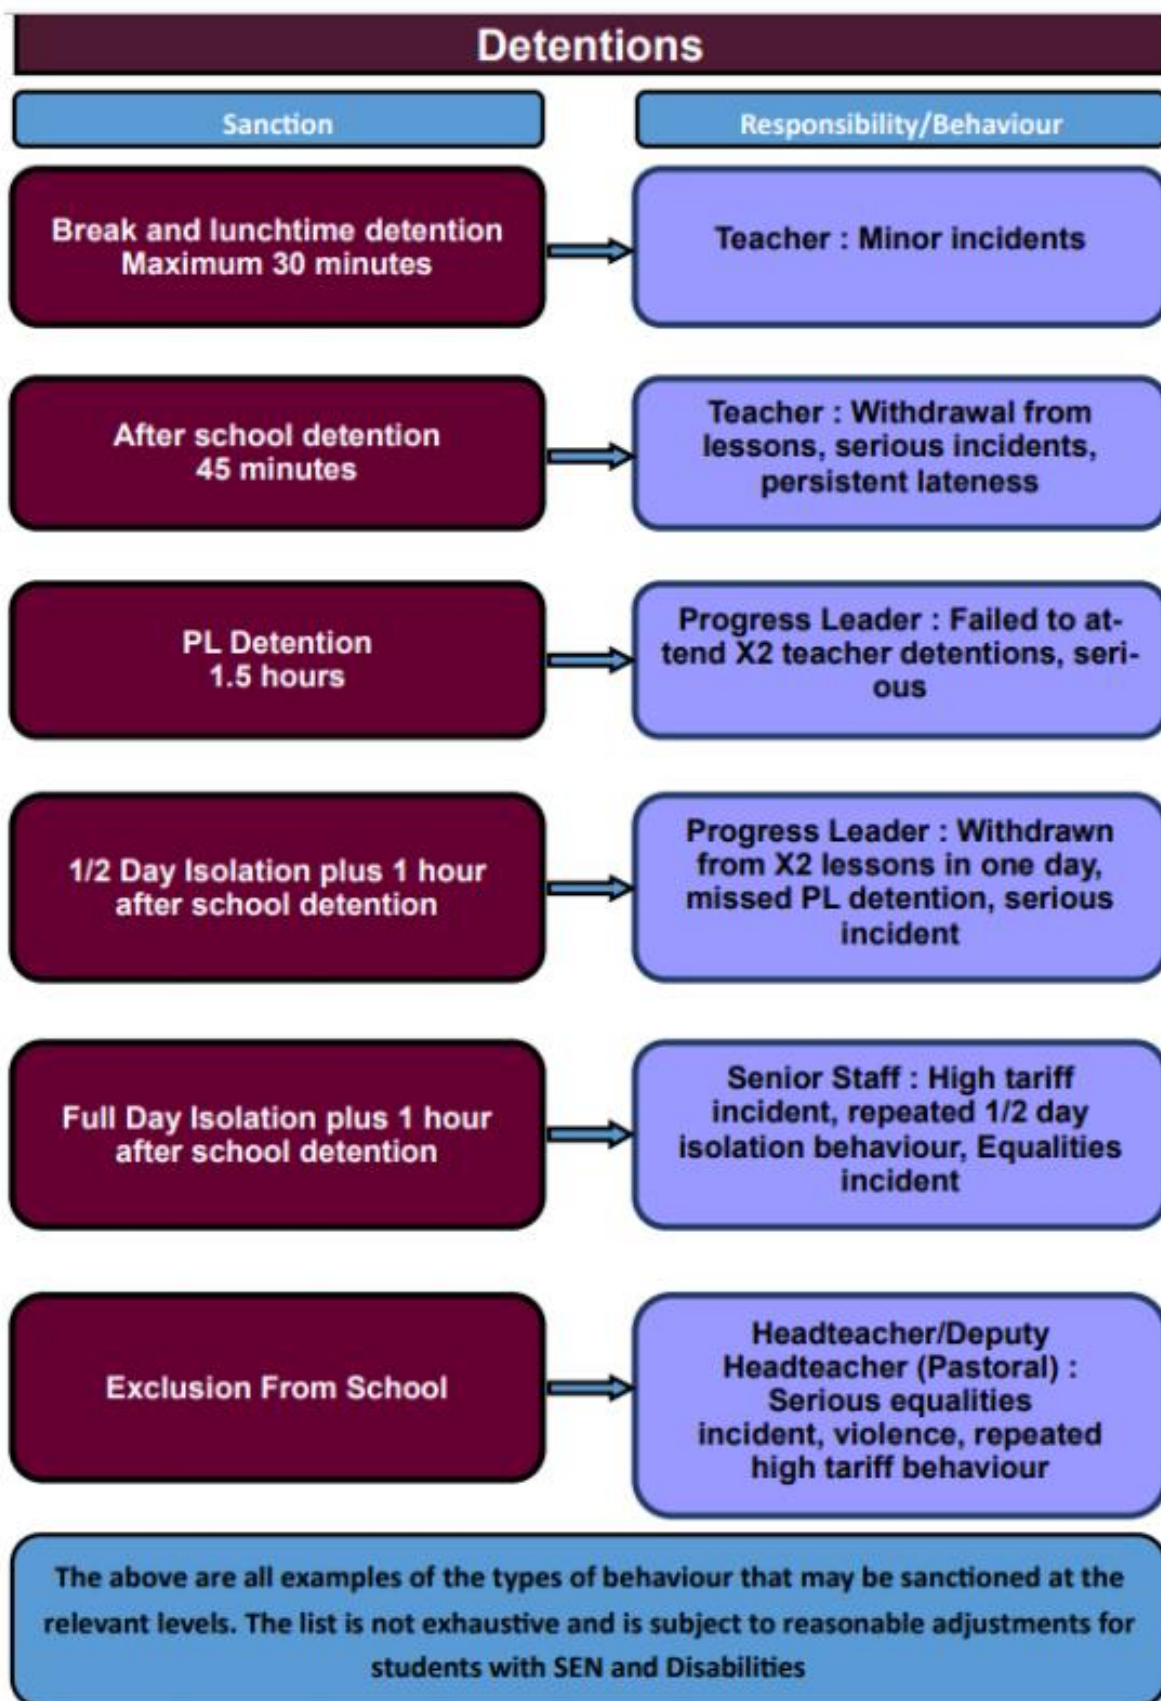 Detentions
Sanction
Responsibility/Behaviour
Break and lunchtime detention
Maximum 30 minutes
Teacher : Minor incidents
After school detention
45 minutes
Teacher : Withdrawal from
lessons, serious incidents,
persistent lateness
PL Detention
1.5 hours
Progress Leader : Failed to at-
tend X2 teacher detentions, seri-
ous
1/2 Day Isolation plus 1 hour
after school detention
Progress Leader : Withdrawn
from X2 lessons in one day,
missed PL detention, serious
incident
Full Day Isolation plus 1 hour
after school detention
Senior Staff : High tariff
incident, repeated 1/2 day
isolation behaviour, Equalities
incident
Exclusion From School
Headteacher/Deputy
Headteacher (Pastoral) :
Serious equalities
incident, violence, repeated
high tariff behaviour
The above are all examples of the types of behaviour that may be sanctioned at the
relevant levels. The list is not exhaustive and is subject to reasonable adjustments for
students with SEN and Disabilities